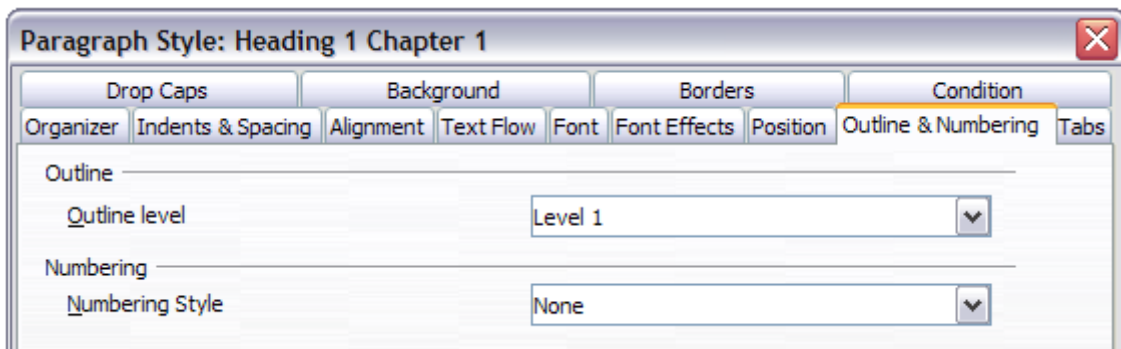 Paragraph Style: Heading 1 Chapter 1
Drop Caps Background Borders Condition
Organizer Indents & Spacing Alignment Text Flow Font Font Effects Position Outline & Numbering Tabs
Outline
Outline level Level 1
Numbering
Numbering Style None